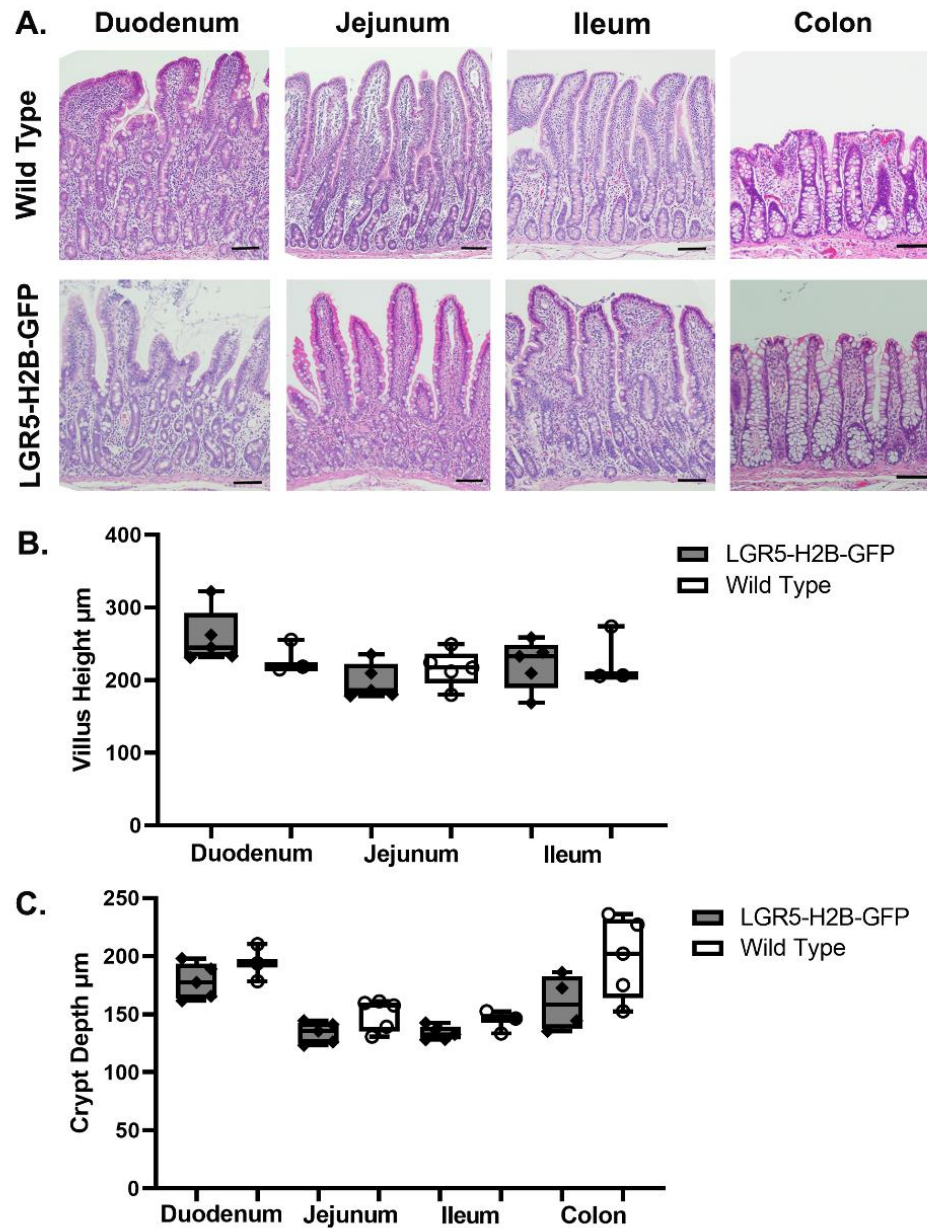 A.
Duodenum Jejunum Ileum Colon
Wild Type
LGR5-H2B-GFP
B.
Villus Height µm
400
300
200
100
0
Duodenum Jejunum Ileum
LGR5-H2B-GFP
Wild Type
C.
Crypt Depth µm
250
200
150
100
50
0
Duodenum Jejunum Ileum Colon
LGR5-H2B-GFP
Wild Type